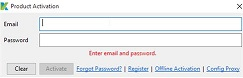 Product Activation
Email
Password
Enter email and password.
Clear Activate Forgot Password? | Register | Offline Activation | Config Proxy